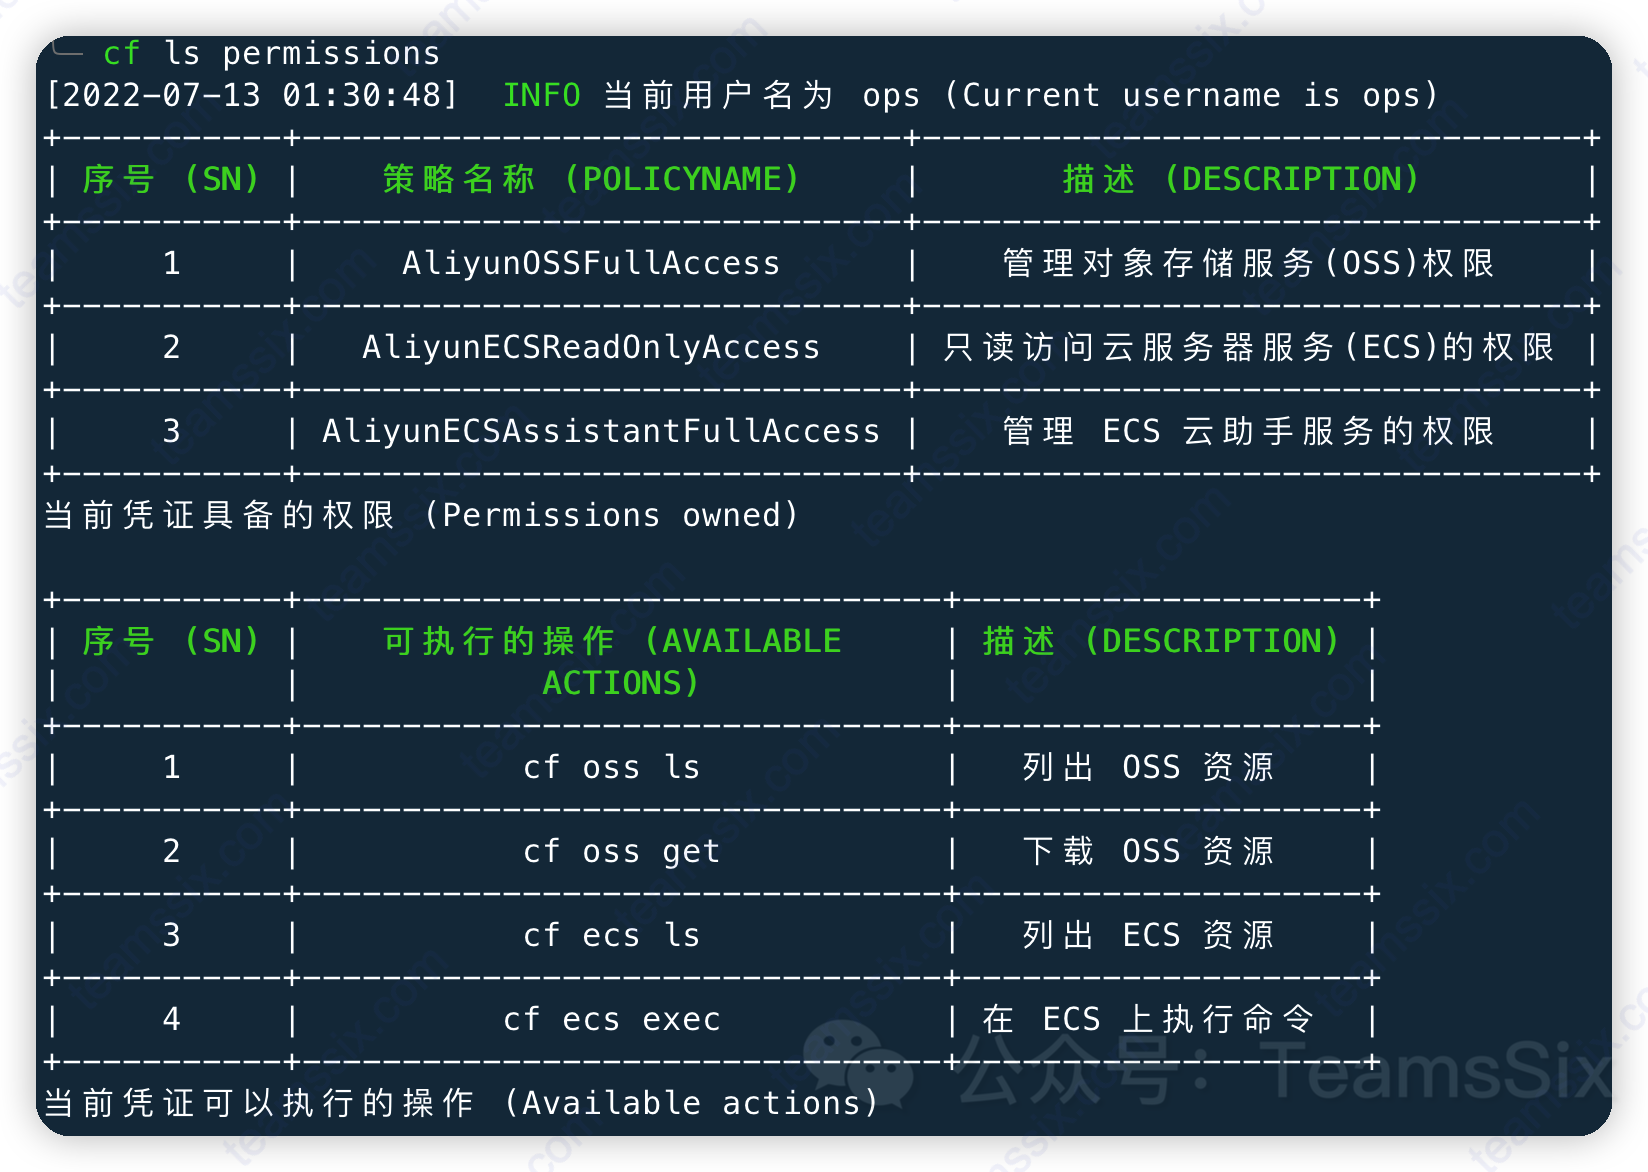 cf ls permissions
[2022-07-13 01:30:48] INFO 当前用户名为 ops (Current username is ops)
序号 (SN) | 策略名称 (POLICYNAME) | 描述 (DESCRIPTION)
1 | AliyunOSSFullAccess | 管理对象存储服务(OSS)权限
2 | AliyunECSReadOnlyAccess | 只读访问云服务器服务(ECS)的权限
3 | AliyunECSAssistantFullAccess | 管理 ECS 云助手服务的权限
当前凭证具备的权限 (Permissions owned)
序号 (SN) | 可执行的操作 (AVAILABLE | 描述 (DESCRIPTION)
ACTIONS)
1 | cf oss ls | 列出 OSS 资源
2 | cf oss get | 下载 OSS 资源
3 | cf ecs ls | 列出 ECS 资源
4 | cf ecs exec | 在 ECS 上执行命令
当前凭证可以执行的操作 (Available actions)
公众号：TeamsSix
teamssix.com